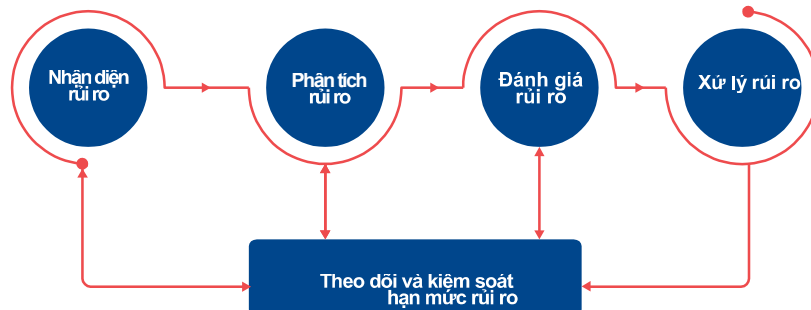 Nhận diện
rủi ro
Phân tích
rủi ro
Đánh giá
rủi ro
Xử lý rủi ro
Theo dõi và kiểm soát
hạn mức rủi ro